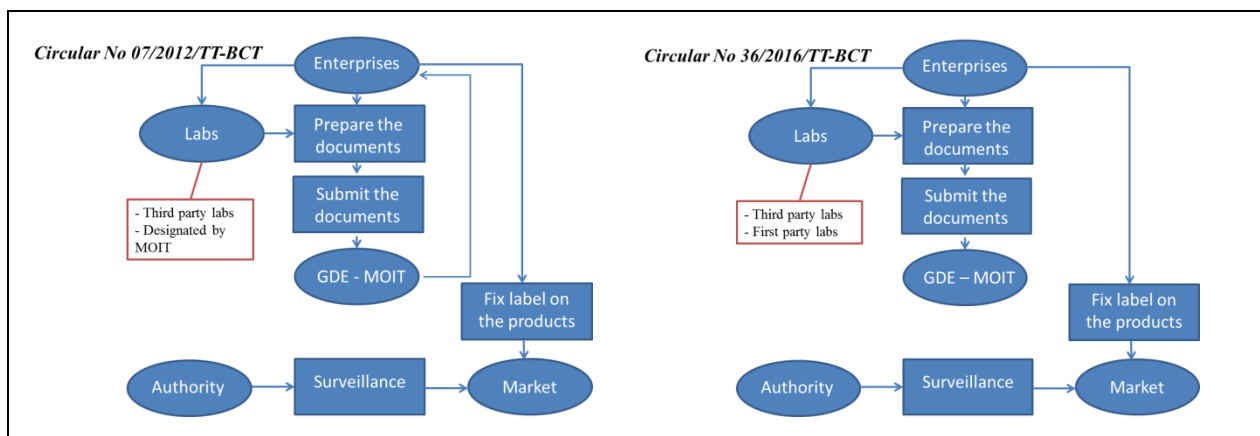 Circular No 07/2012/TT-BCT
Enterprises
Labs
Prepare the
documents
- Third party labs
- Designated by
MOIT
Submit the
documents
GDE - MOIT
Fix label on
the products
Authority
Surveillance
Market
Circular No 36/2016/TT-BCT
Enterprises
Labs
Prepare the
documents
- Third party labs
- First party labs
Submit the
documents
GDE – MOIT
Fix label on
the products
Authority
Surveillance
Market